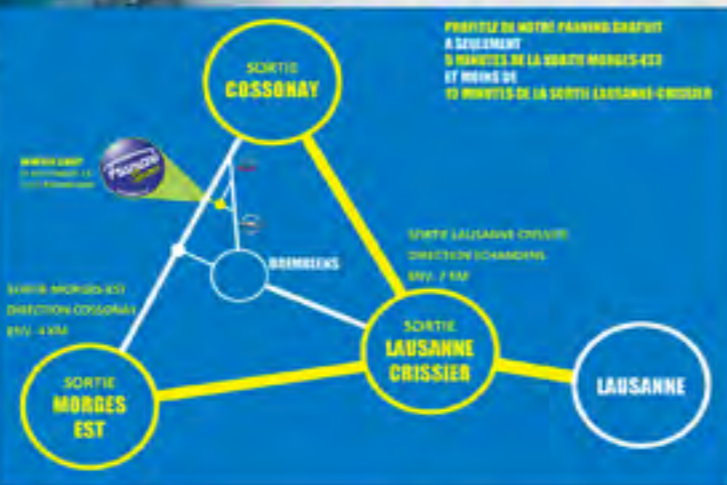 PROFITEZ DE NOTRE PARKING GRATUIT
A SEULEMENT
5 MINUTES DE LA SORTIE MORGES-EST
ET MOINS DE
10 MINUTES DE LA SORTIE LAUSANNE-CRISSIER
SORTIE
COSSONAY
SORTIE LAUSANNE CRISSIER
DIRECTION ECHANDENS
ENV. 7 KM
SORTIE MORGES-EST
DIRECTION COSSONAY
ENV. 4 KM
SORTIE
LAUSANNE
CRISSIER
LAUSANNE
SORTIE
MORGES
EST